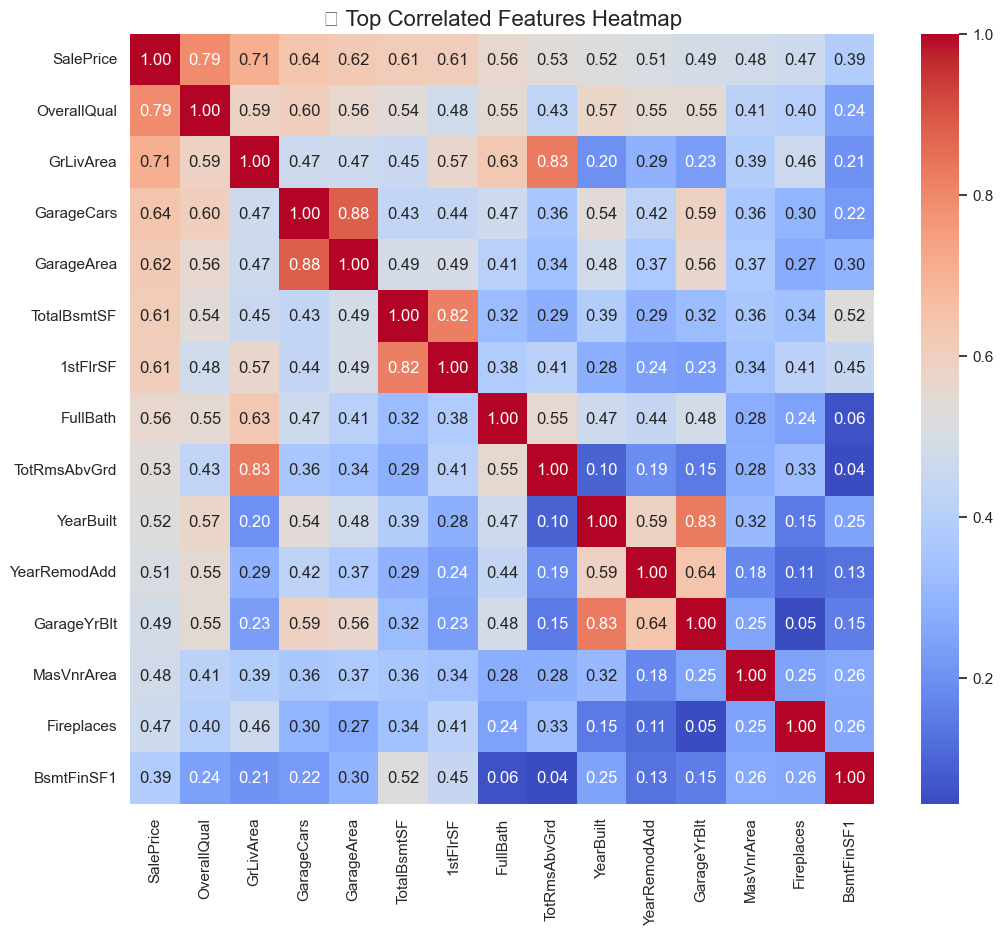 ▯ Top Correlated Features Heatmap
SalePrice 1.00 0.79 0.71 0.64 0.62 0.61 0.61 0.56 0.53 0.52 0.51 0.49 0.48 0.47 0.39
OverallQual 0.79 1.00 0.59 0.60 0.56 0.54 0.48 0.55 0.43 0.57 0.55 0.55 0.41 0.40 0.24
GrLivArea 0.71 0.59 1.00 0.47 0.47 0.45 0.57 0.63 0.83 0.20 0.29 0.23 0.39 0.46 0.21
GarageCars 0.64 0.60 0.47 1.00 0.88 0.43 0.44 0.47 0.36 0.54 0.42 0.59 0.36 0.30 0.22
GarageArea 0.62 0.56 0.47 0.88 1.00 0.49 0.49 0.41 0.34 0.48 0.37 0.56 0.37 0.27 0.30
TotalBsmtSF 0.61 0.54 0.45 0.43 0.49 1.00 0.82 0.32 0.29 0.39 0.29 0.32 0.36 0.34 0.52
1stFlrSF 0.61 0.48 0.57 0.44 0.49 0.82 1.00 0.38 0.41 0.28 0.24 0.23 0.34 0.41 0.45
FullBath 0.56 0.55 0.63 0.47 0.41 0.32 0.38 1.00 0.55 0.47 0.44 0.48 0.28 0.24 0.06
TotRmsAbvGrd 0.53 0.43 0.83 0.36 0.34 0.29 0.41 0.55 1.00 0.10 0.19 0.15 0.28 0.33 0.04
YearBuilt 0.52 0.57 0.20 0.54 0.48 0.39 0.28 0.47 0.10 1.00 0.59 0.83 0.32 0.15 0.25
YearRemodAdd 0.51 0.55 0.29 0.42 0.37 0.29 0.24 0.44 0.19 0.59 1.00 0.64 0.18 0.11 0.13
GarageYrBlt 0.49 0.55 0.23 0.59 0.56 0.32 0.23 0.48 0.15 0.83 0.64 1.00 0.25 0.05 0.15
MasVnrArea 0.48 0.41 0.39 0.36 0.37 0.36 0.34 0.28 0.28 0.32 0.18 0.25 1.00 0.25 0.26
Fireplaces 0.47 0.40 0.46 0.30 0.27 0.34 0.41 0.24 0.33 0.15 0.11 0.05 0.25 1.00 0.26
BsmtFinSF1 0.39 0.24 0.21 0.22 0.30 0.52 0.45 0.06 0.04 0.25 0.13 0.15 0.26 0.26 1.00
SalePrice
OverallQual
GrLivArea
GarageCars
GarageArea
TotalBsmtSF
1stFlrSF
FullBath
TotRmsAbvGrd
YearBuilt
YearRemodAdd
GarageYrBlt
MasVnrArea
Fireplaces
BsmtFinSF1
1.0
0.8
0.6
0.4
0.2